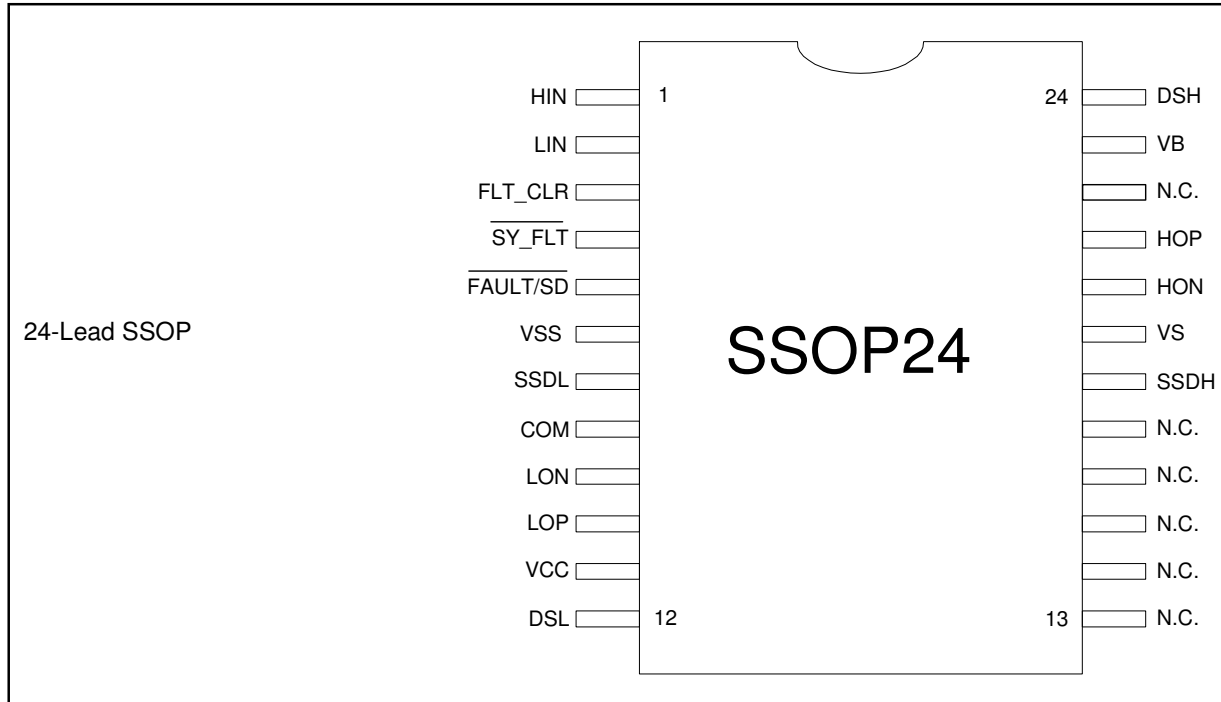 HIN 1 24 DSH
LIN VB
FLT_CLR N.C.
SY_FLT HOP
FAULT/SD HON
24-Lead SSOP VSS SSOP24 VS
SSDL SSDH
COM N.C.
LON N.C.
LOP N.C.
VCC N.C.
DSL 12 13 N.C.